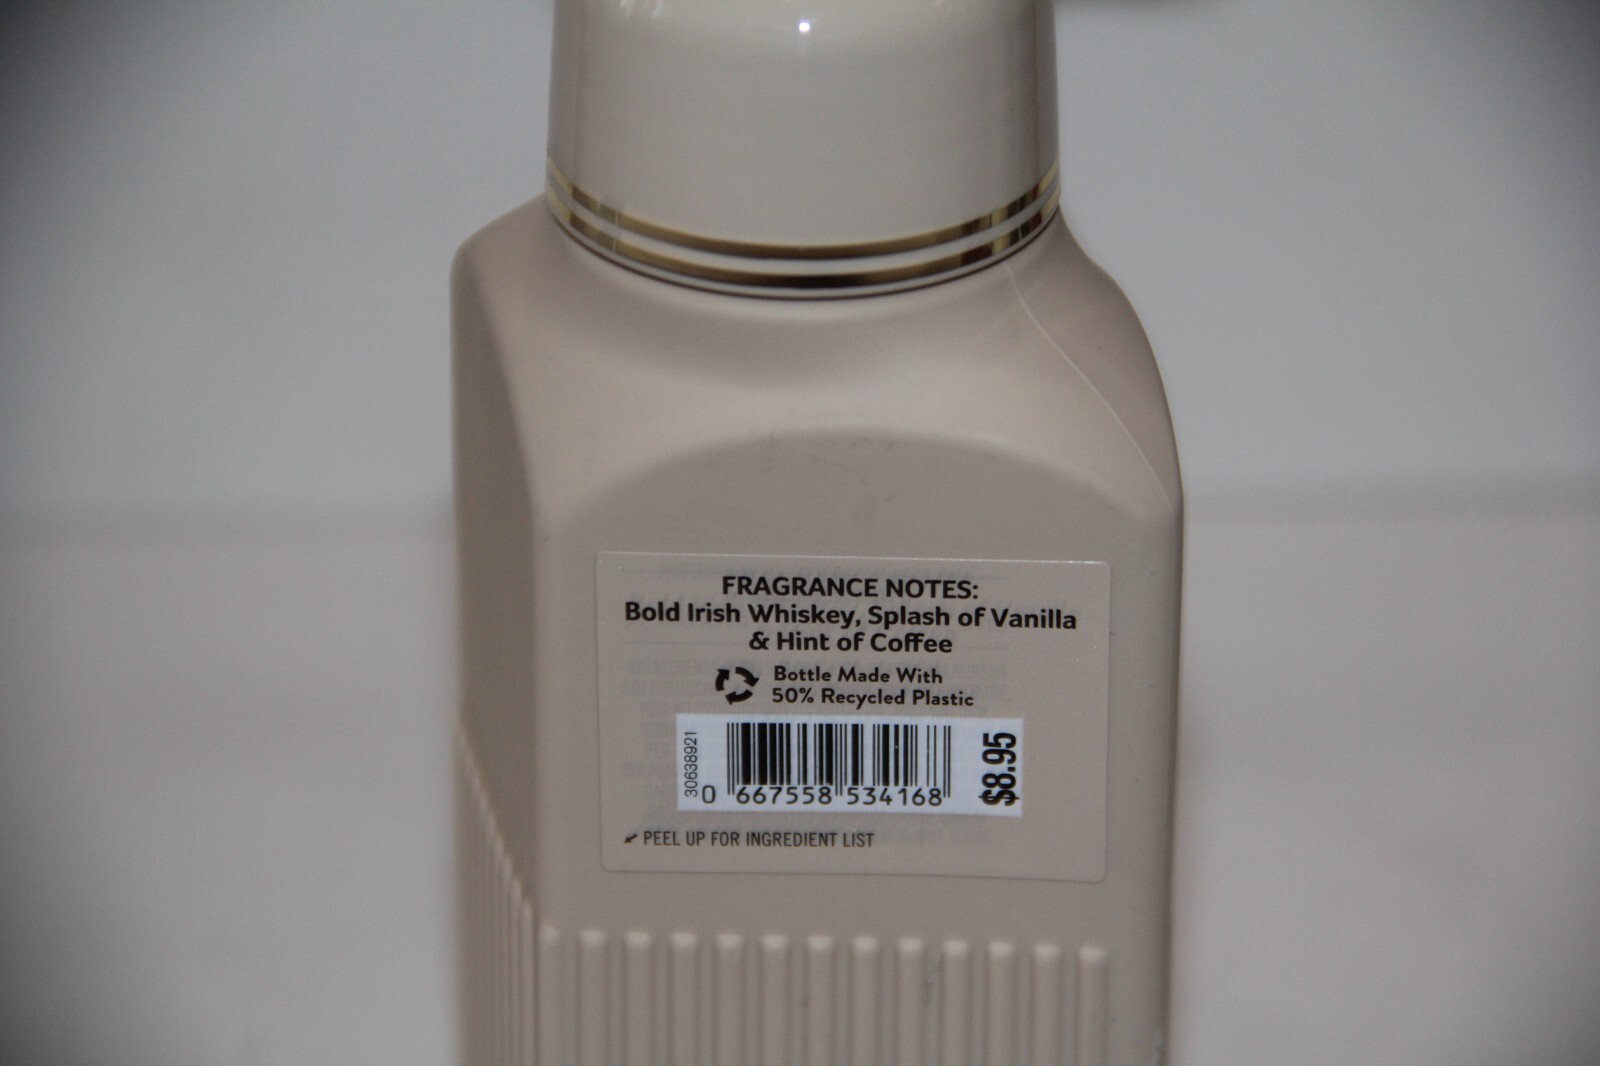 FRAGRANCE NOTES:
Bold Irish Whiskey, Splash of Vanilla
& Hint of Coffee
Bottle Made With
50% Recycled Plastic
30638921
0 667558 534168
$8.95
PEEL UP FOR INGREDIENT LIST